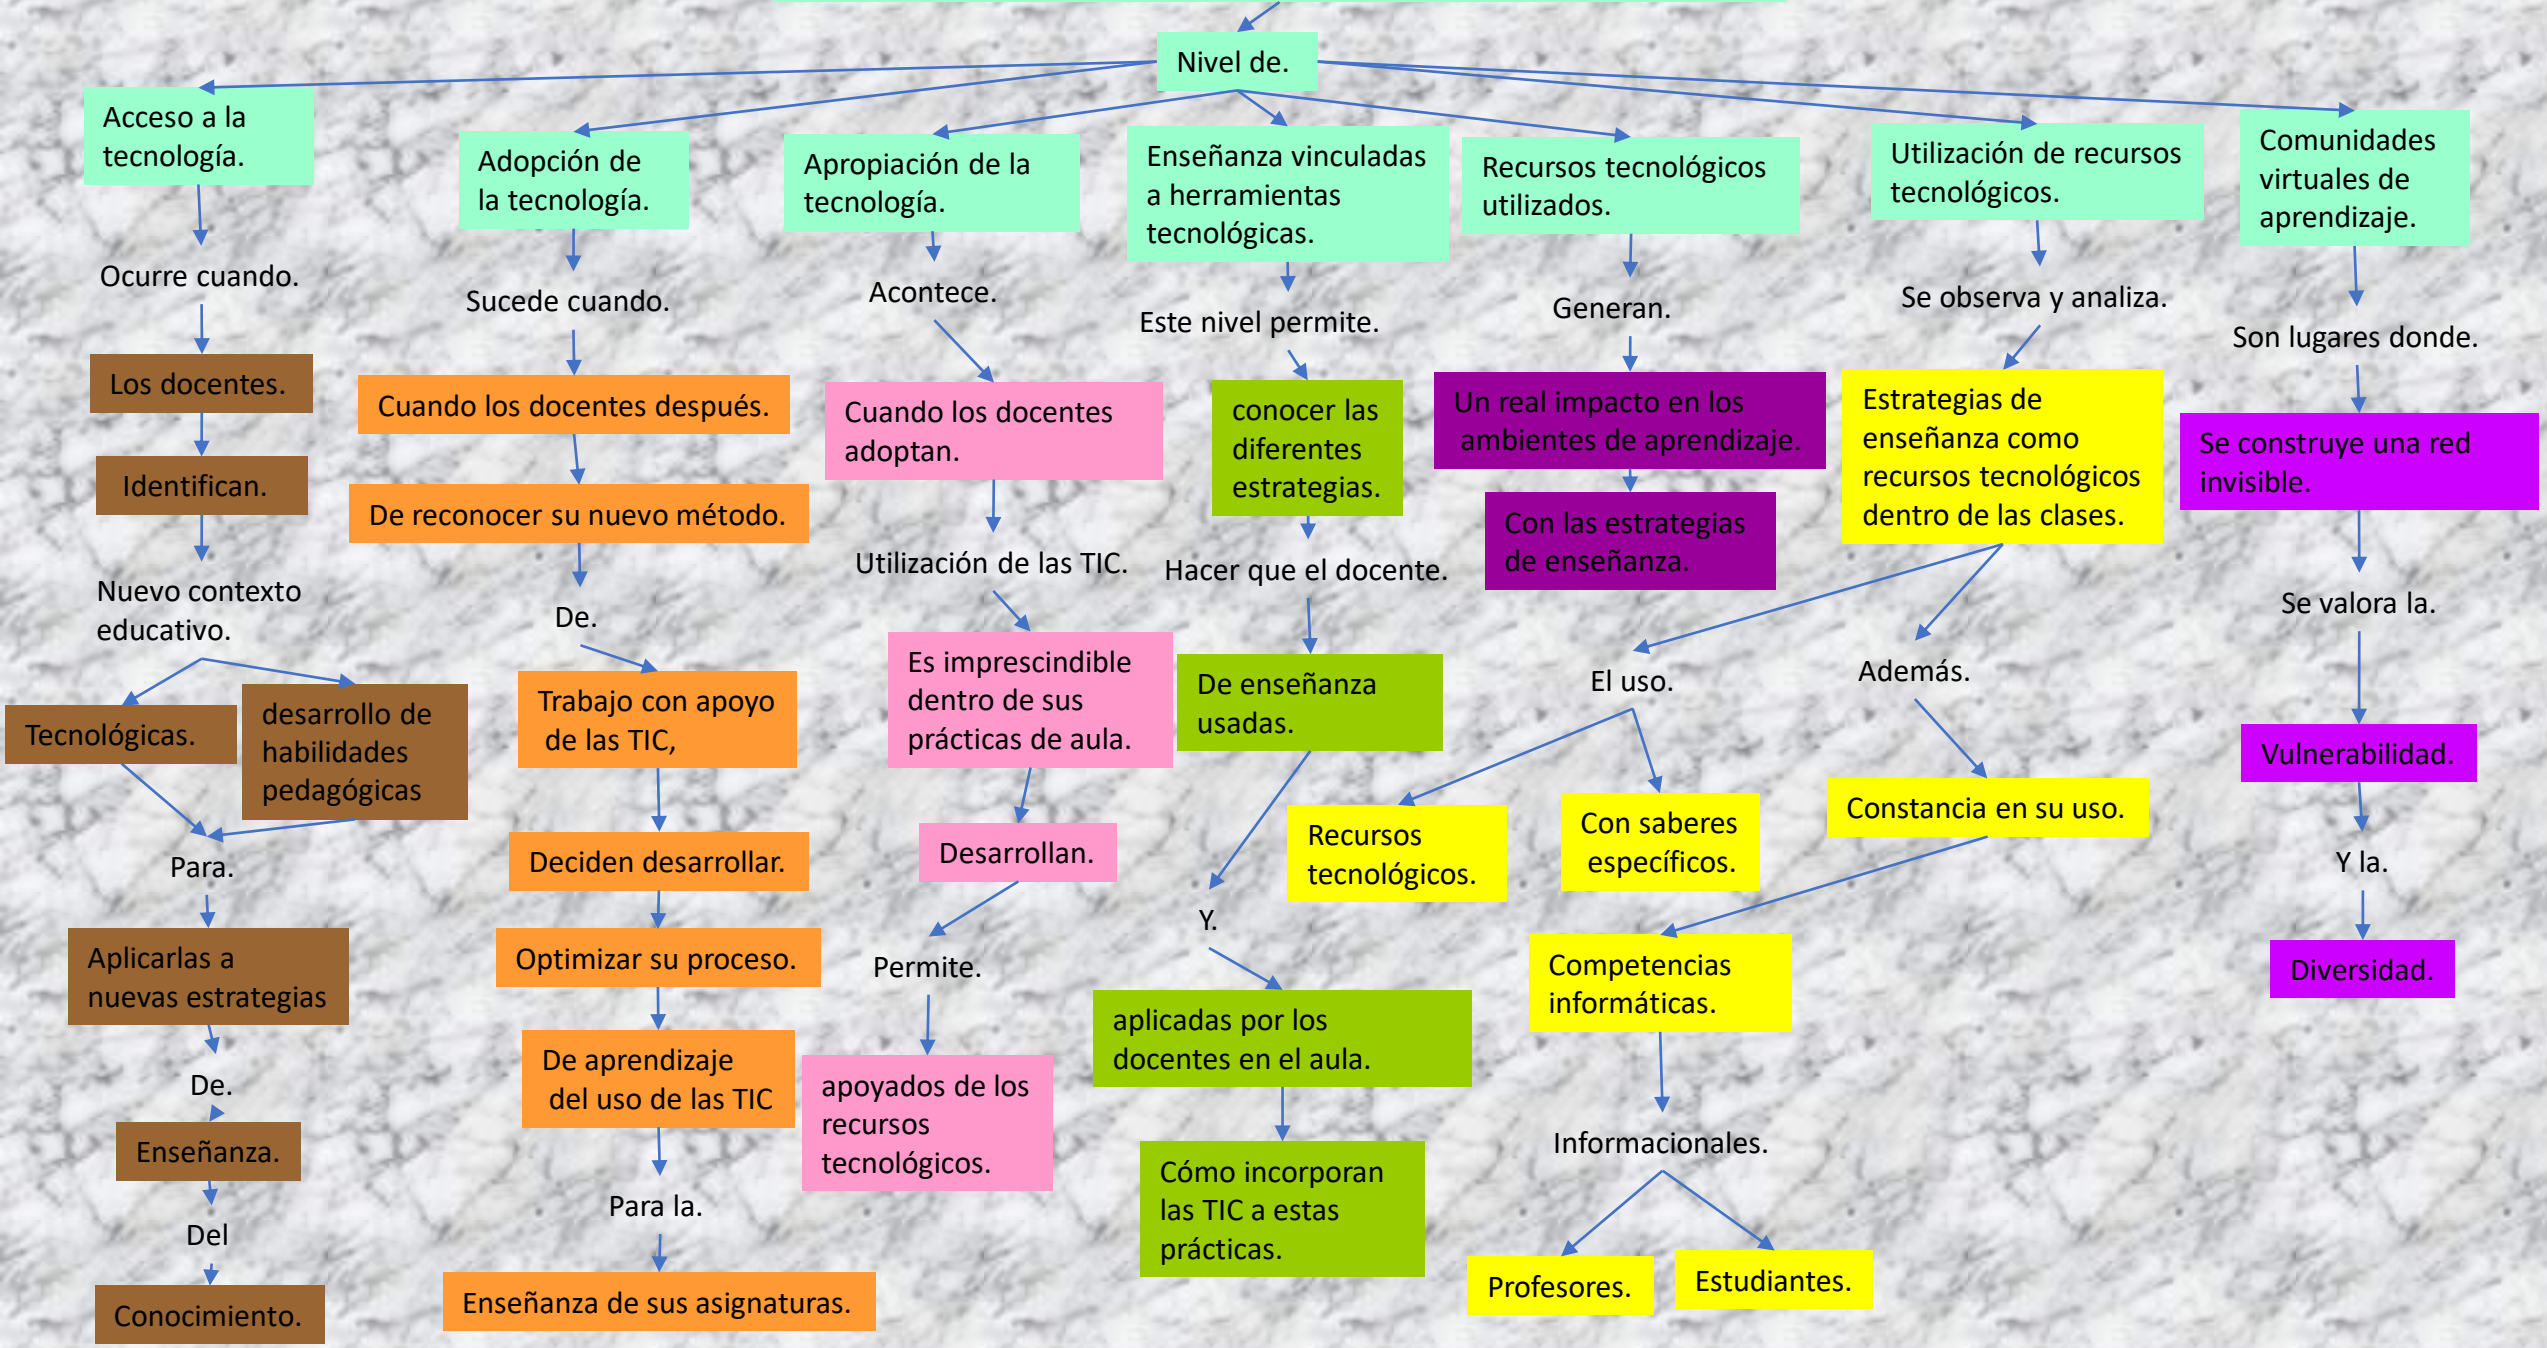 Nivel de.
Acceso a la
tecnología.
Ocurre cuando.
Los docentes.
Identifican.
Nuevo contexto
educativo.
Tecnológicas.
desarrollo de
habilidades
pedagógicas
Para.
Aplicarlas a
nuevas estrategias
De.
Enseñanza.
Del
Conocimiento.
Adopción de
la tecnología.
Sucede cuando.
Cuando los docentes después.
De reconocer su nuevo método.
De.
Trabajo con apoyo
de las TIC,
Deciden desarrollar.
Optimizar su proceso.
De aprendizaje
del uso de las TIC
Para la.
Enseñanza de sus asignaturas.
Apropiación de la
tecnología.
Acontece.
Cuando los docentes
adoptan.
Utilización de las TIC.
Es imprescindible
dentro de sus
prácticas de aula.
Desarrollan.
Permite.
apoyados de los
recursos
tecnológicos.
Enseñanza vinculadas
a herramientas
tecnológicas.
Este nivel permite.
conocer las
diferentes
estrategias.
Hacer que el docente.
De enseñanza
usadas.
Y.
aplicadas por los
docentes en el aula.
Cómo incorporan
las TIC a estas
prácticas.
Recursos tecnológicos
utilizados.
Generan.
Un real impacto en los
ambientes de aprendizaje.
Con las estrategias
de enseñanza.
Utilización de recursos
tecnológicos.
Se observa y analiza.
Estrategias de
enseñanza como
recursos tecnológicos
dentro de las clases.
El uso.
Recursos
tecnológicos.
Con saberes
específicos.
Además.
Constancia en su uso.
Competencias
informáticas.
Informacionales.
Profesores.
Estudiantes.
Comunidades
virtuales de
aprendizaje.
Son lugares donde.
Se construye una red
invisible.
Se valora la.
Vulnerabilidad.
Y la.
Diversidad.